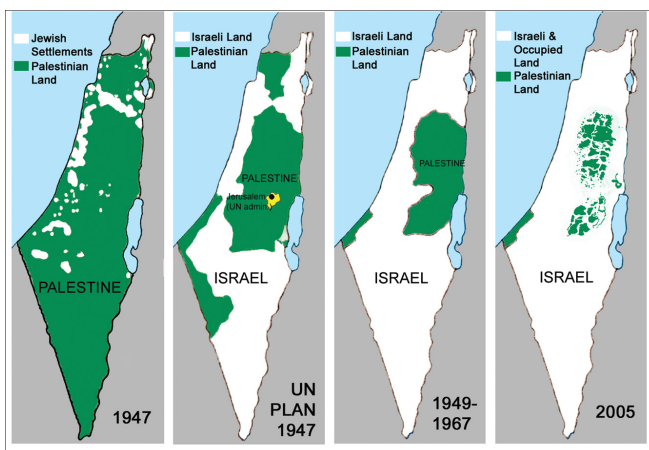 Jewish
Settlements
Palestinian
Land
PALESTINE
1947
Israeli Land
Palestinian
Land
PALESTINE
Jerusalem
(UN admin)
ISRAEL
UN
PLAN
1947
Israeli Land
Palestinian
Land
PALESTINE
ISRAEL
1949-
1967
Israeli &
Occupied
Land
Palestinian
Land
ISRAEL
2005